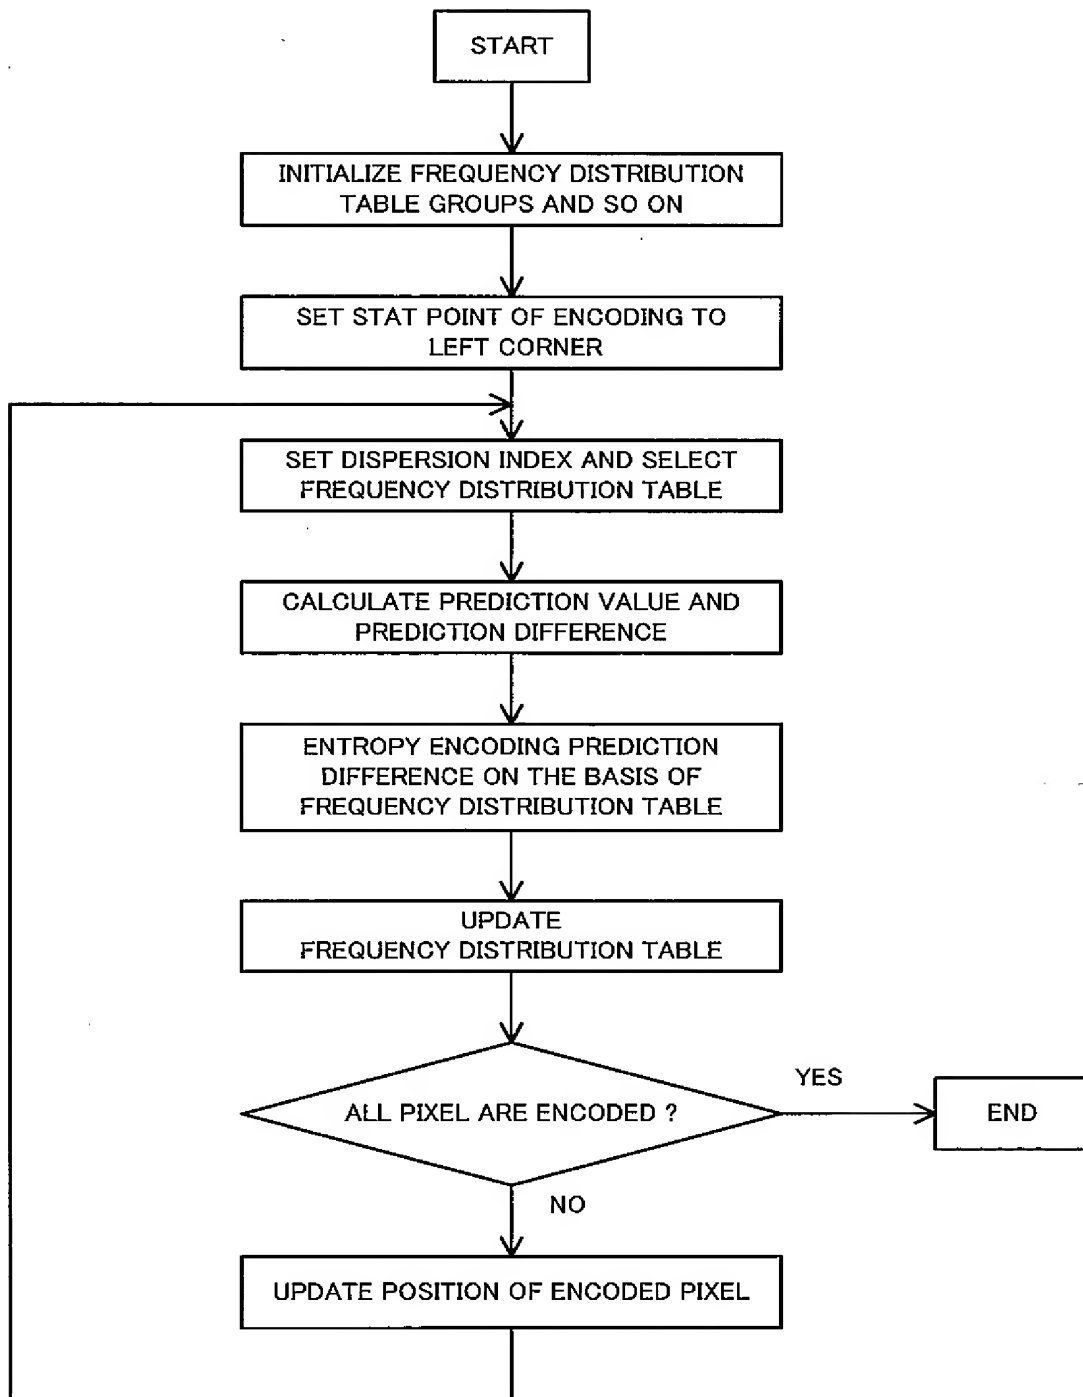 START
INITIALIZE FREQUENCY DISTRIBUTION
TABLE GROUPS AND SO ON
SET STAT POINT OF ENCODING TO
LEFT CORNER
SET DISPERSION INDEX AND SELECT
FREQUENCY DISTRIBUTION TABLE
CALCULATE PREDICTION VALUE AND
PREDICTION DIFFERENCE
ENTROPY ENCODING PREDICTION
DIFFERENCE ON THE BASIS OF
FREQUENCY DISTRIBUTION TABLE
UPDATE
FREQUENCY DISTRIBUTION TABLE
ALL PIXEL ARE ENCODED ?
YES
END
NO
UPDATE POSITION OF ENCODED PIXEL